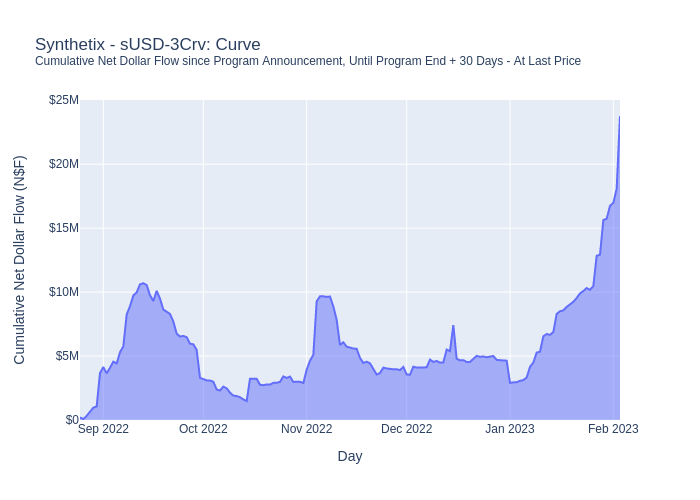 Synthetix - sUSD-3Crv: Curve
Cumulative Net Dollar Flow since Program Announcement, Until Program End + 30 Days - At Last Price
Cumulative Net Dollar Flow (N$F)
$25M
$20M
$15M
$10M
$5M
$0
Sep 2022
Oct 2022
Nov 2022
Dec 2022
Jan 2023
Feb 2023
Day